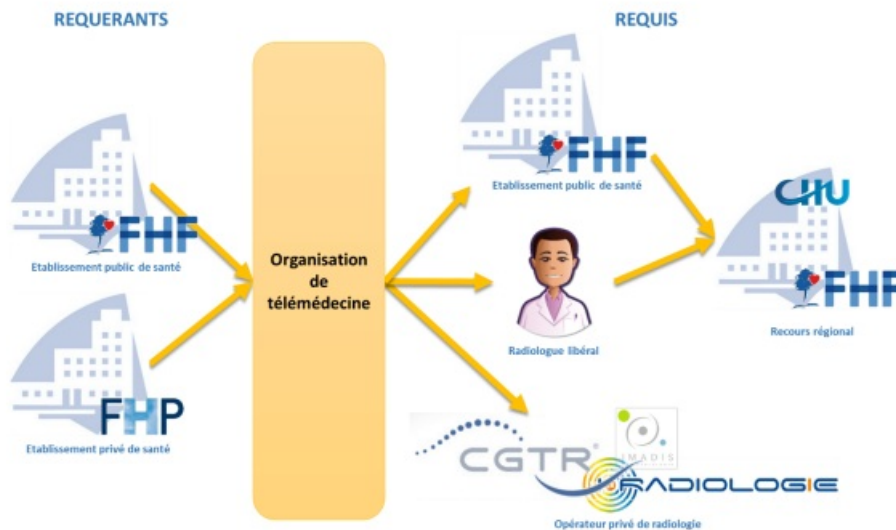 REQUERANTS
REQUIS
FHF
Etablissement public de santé
FHP
Etablissement privé de santé
Organisation
de
télémédecine
FHF
Etablissement public de santé
Radiologue libéral
CGTR
IMADIS
RADIOLOGIE
Opérateur privé de radiologie
CHU
FHF
Recours régional